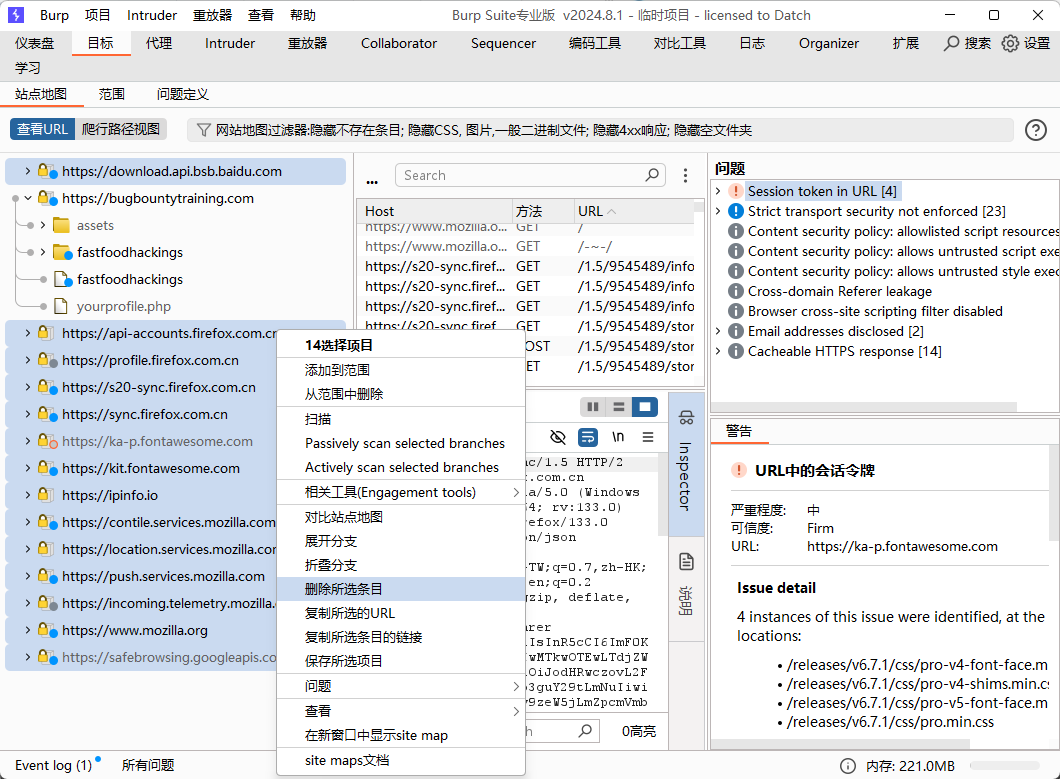 Burp 项目 Intruder 重放器 查看 帮助 Burp Suite专业版 v2024.8.1 - 临时项目 - licensed to Datch
仪表盘 目标 代理 Intruder 重放器 Collaborator Sequencer 编码工具 对比工具 日志 Organizer 扩展 搜索 设置
学习
站点地图 范围 问题定义
查看URL 爬行路径视图 网站地图过滤器:隐藏不存在条目; 隐藏CSS, 图片,一般二进制文件; 隐藏4xx响应; 隐藏空文件夹
https://download.api.bsb.baidu.com
https://bugbountytraining.com
assets
fastfoodhackings
fastfoodhackings
yourprofile.php
https://api-accounts.firefox.com.cn
https://profile.firefox.com.cn
https://s20-sync.firefox.com.cn
https://sync.firefox.com.cn
https://ka-p.fontawesome.com
https://kit.fontawesome.com
https://ipinfo.io
https://contile.services.mozilla.com
https://location.services.mozilla.com
https://push.services.mozilla.com
https://incoming.telemetry.mozilla.
https://www.mozilla.org
https://safebrowsing.googleapis.co
... Search
Host 方法 URL
https://www.mozilla.o... GET /
https://www.mozilla.o... GET /-~-/
https://s20-sync.firef... GET /1.5/9545489/info
https://s20-sync.firef... GET /1.5/9545489/info
https://s20-sync.firef... GET /1.5/9545489/info
https://s20-sync.firef... GET /1.5/9545489/stor
OST /1.5/9545489/stor
ET /1.5/9545489/stor
14选择项目
添加到范围
从范围中删除
扫描
Passively scan selected branches
Actively scan selected branches
相关工具(Engagement tools)
对比站点地图
展开分支
折叠分支
删除所选条目
复制所选的URL
复制所选条目的链接
保存所选项目
问题
查看
在新窗口中显示site map
site maps文档
\n
nc/1.5 HTTP/2
x.com.cn
la/5.0 (Windows
64; rv:133.0)
refox/133.0
on/json
-TW;q=0.7,zh-HK;
en;q=0.2
gzip, deflate,
arer
lIsInR5cCI6ImF0K
wMTkwOTEwLTdjZW
OiJodHRwczovL2F
3guY29tLmNuIiwi
9zeW5jLmZpcmVmb
h 0高亮
Inspector
说明
问题
Session token in URL [4]
Strict transport security not enforced [23]
Content security policy: allowlisted script resources
Content security policy: allows untrusted script exe
Content security policy: allows untrusted style exec
Cross-domain Referer leakage
Browser cross-site scripting filter disabled
Email addresses disclosed [2]
Cacheable HTTPS response [14]
警告
URL中的会话令牌
严重程度: 中
可信度: Firm
URL: https://ka-p.fontawesome.com
Issue detail
4 instances of this issue were identified, at the
locations:
• /releases/v6.7.1/css/pro-v4-font-face.m
• /releases/v6.7.1/css/pro-v4-shims.min.cs
• /releases/v6.7.1/css/pro-v5-font-face.m
• /releases/v6.7.1/css/pro.min.css
Event log (1) 所有问题 内存: 221.0MB